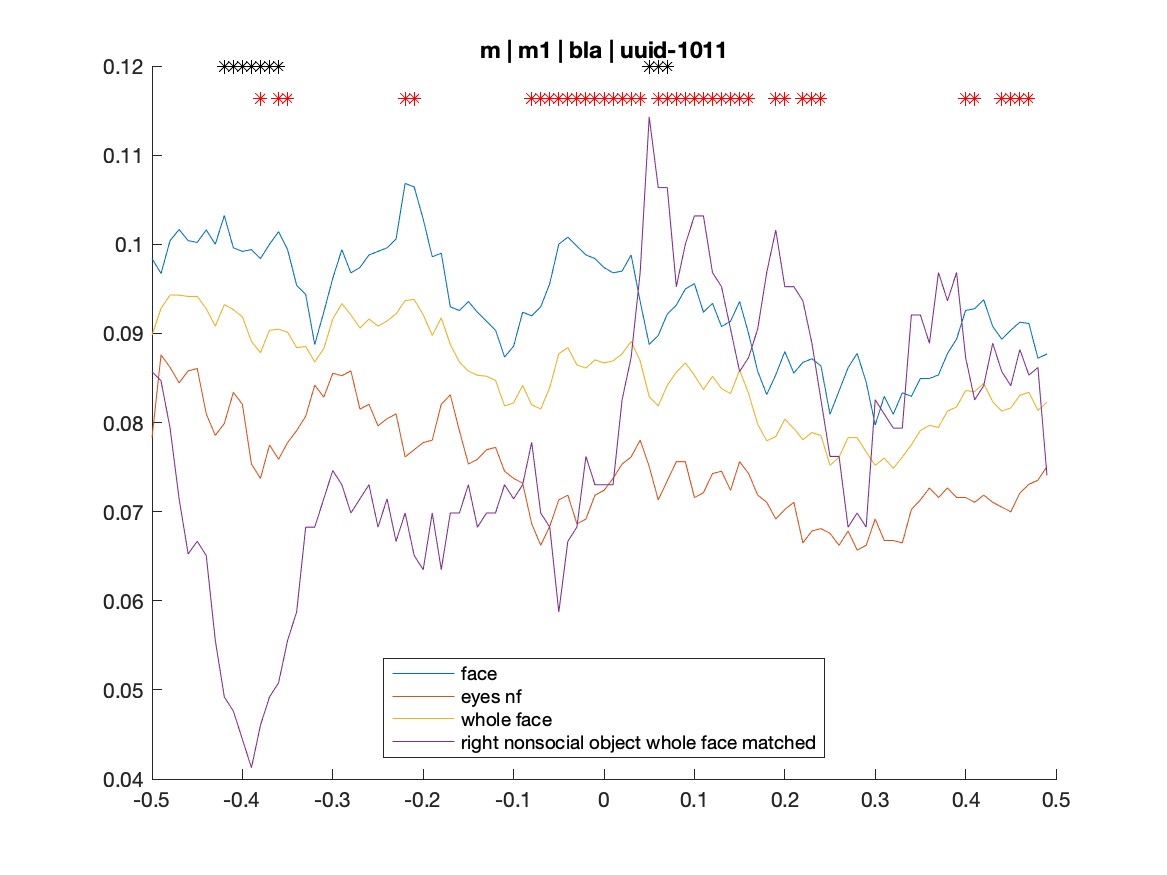 m | m1 | bla | uuid-1011
0.12
0.11
0.1
0.09
0.08
0.07
0.06
0.05
0.04
face
eyes nf
whole face
right nonsocial object whole face matched
-0.5 -0.4 -0.3 -0.2 -0.1 0 0.1 0.2 0.3 0.4 0.5